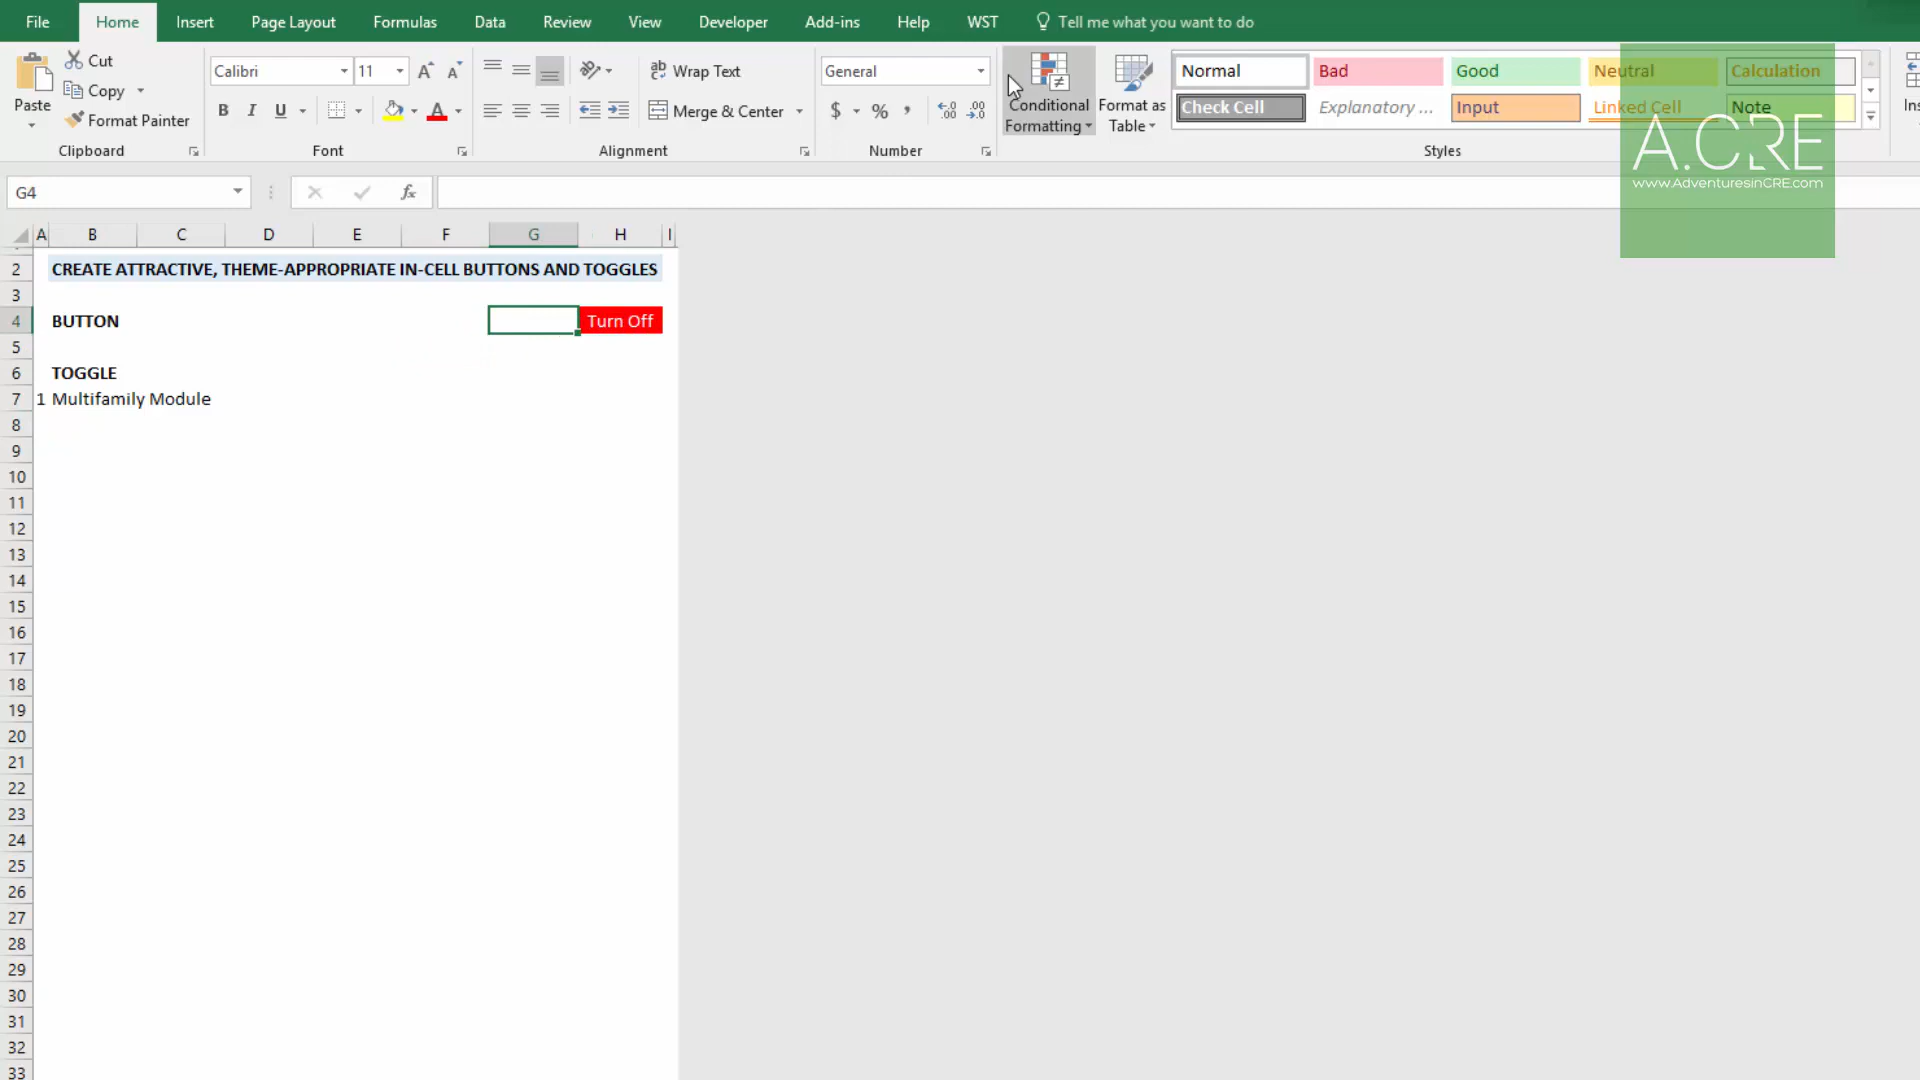 File Home Insert Page Layout Formulas Data Review View Developer Add-ins Help WST Tell me what you want to do
Paste
Cut
Copy
Format Painter
Clipboard
Calibri 11
B I U
Font
Wrap Text
Merge & Center
Alignment
General
$ % ,
Number
Conditional Formatting
Format as Table
Normal Bad Good Neutral Calculation
Check Cell Explanatory ... Input Linked Cell Note
Styles
Ins
A.CRE
www.AdventuresinCRE.com
G4
fx
A B C D E F G H I
2 CREATE ATTRACTIVE, THEME-APPROPRIATE IN-CELL BUTTONS AND TOGGLES
3
4 BUTTON Turn Off
5
6 TOGGLE
7 1 Multifamily Module
8
9
10
11
12
13
14
15
16
17
18
19
20
21
22
23
24
25
26
27
28
29
30
31
32
33